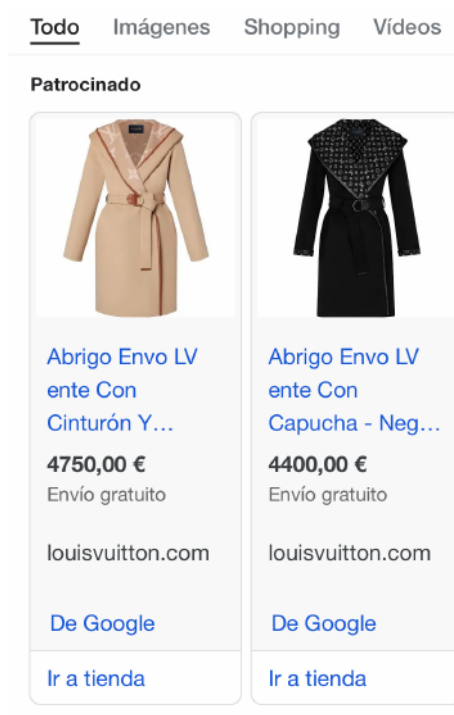 Todo Imágenes Shopping Vídeos
Patrocinado
Abrigo Envo LV
ente Con
Cinturón Y...
4750,00 €
Envío gratuito
louisvuitton.com
De Google
Ir a tienda
Abrigo Envo LV
ente Con
Capucha - Neg...
4400,00 €
Envío gratuito
louisvuitton.com
De Google
Ir a tienda